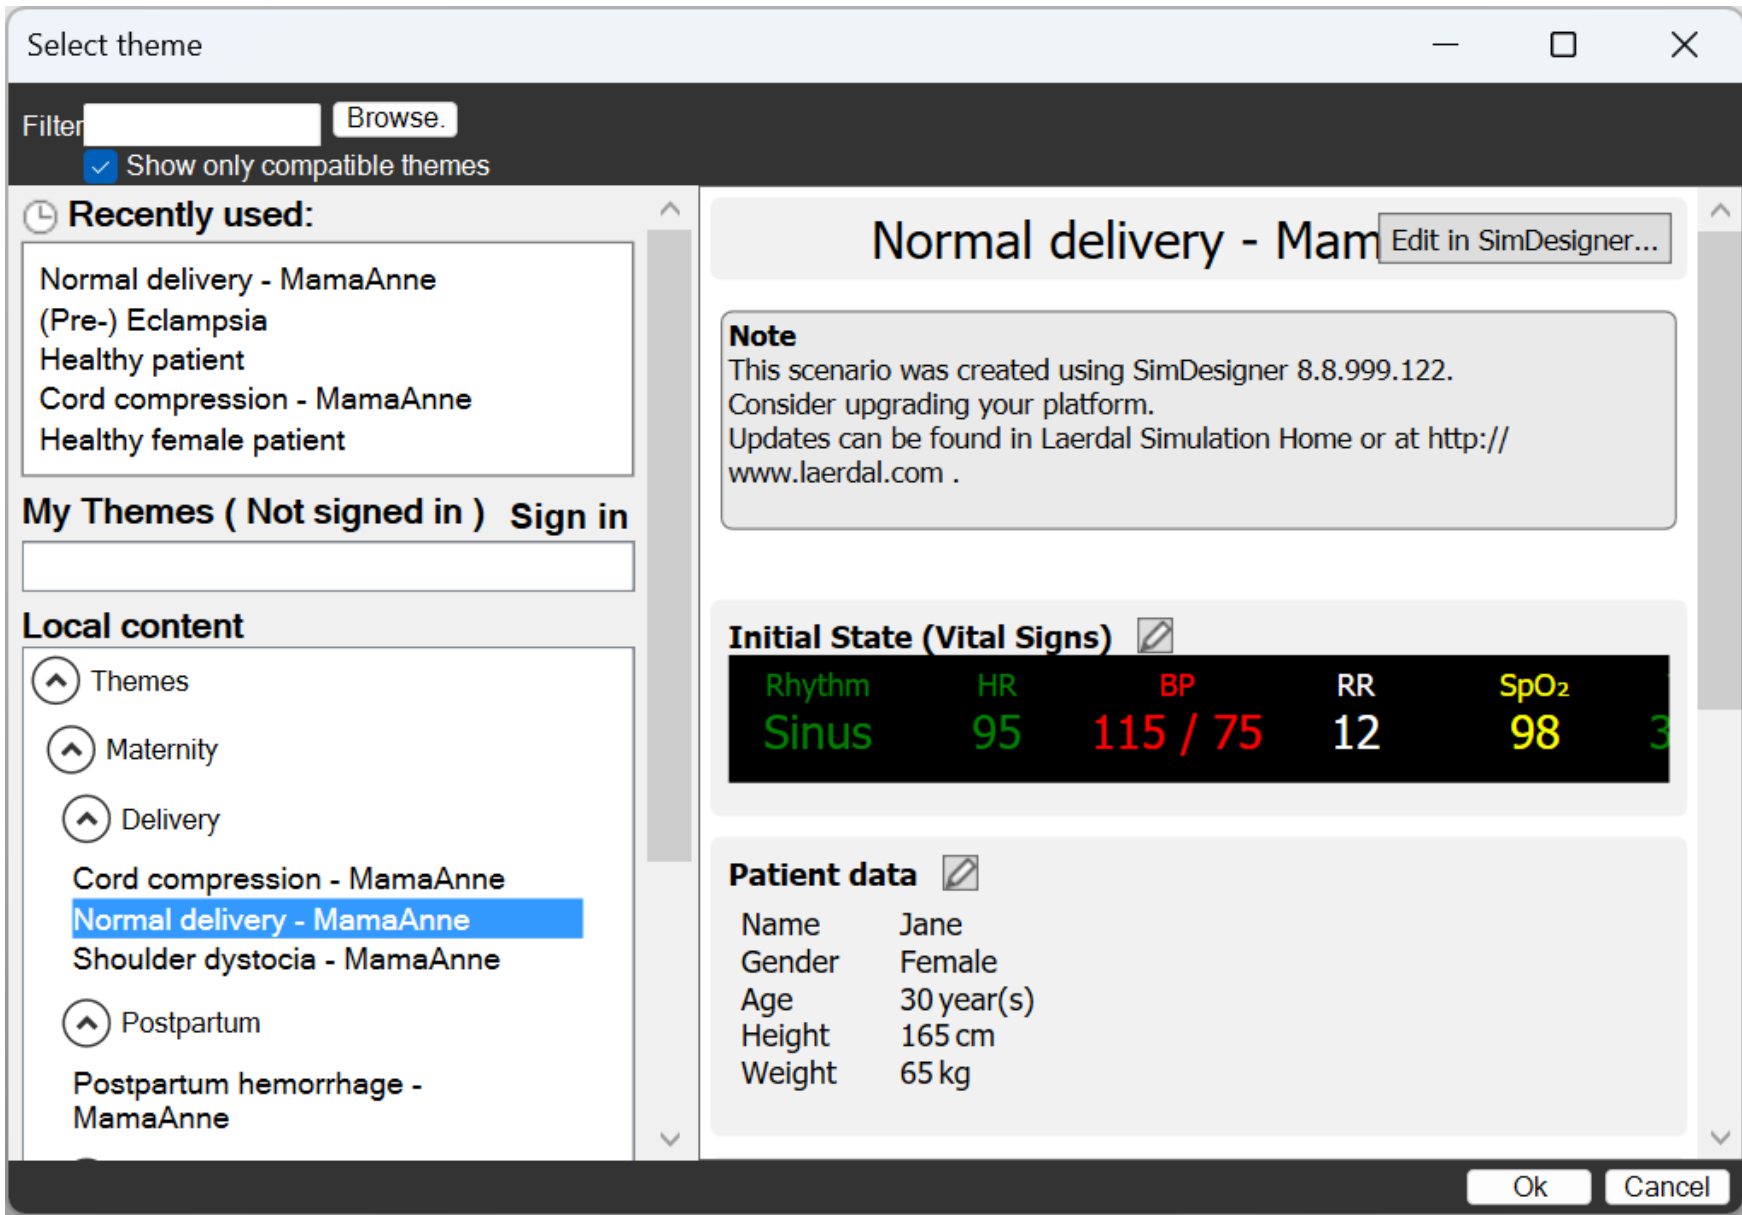 Select theme
Filter
Browse.
Show only compatible themes
Recently used:
Normal delivery - MamaAnne
(Pre-) Eclampsia
Healthy patient
Cord compression - MamaAnne
Healthy female patient
My Themes ( Not signed in )
Sign in
Local content
Themes
Maternity
Delivery
Cord compression - MamaAnne
Normal delivery - MamaAnne
Shoulder dystocia - MamaAnne
Postpartum
Postpartum hemorrhage -
MamaAnne
Normal delivery - Mam
Edit in SimDesigner...
Note
This scenario was created using SimDesigner 8.8.999.122.
Consider upgrading your platform.
Updates can be found in Laerdal Simulation Home or at http://
www.laerdal.com .
Initial State (Vital Signs)
Rhythm HR BP RR SpO₂
Sinus 95 115 / 75 12 98 3
Patient data
Name Jane
Gender Female
Age 30 year(s)
Height 165 cm
Weight 65 kg
Ok
Cancel